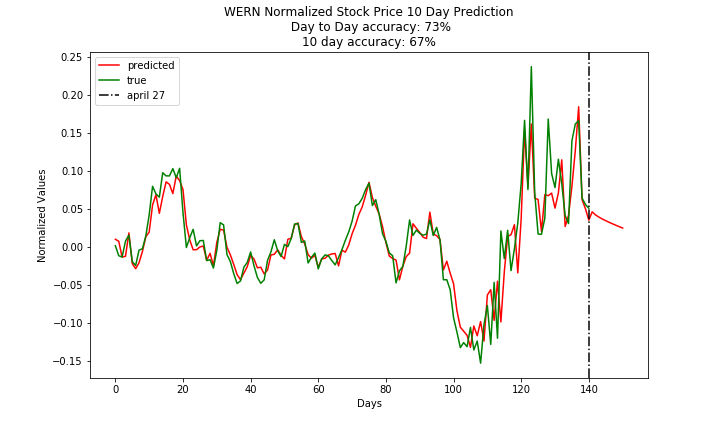 WERN Normalized Stock Price 10 Day Prediction
Day to Day accuracy: 73%
10 day accuracy: 67%
predicted
true
april 27
Normalized Values
0.25
0.20
0.15
0.10
0.05
0.00
−0.05
−0.10
−0.15
0 20 40 60 80 100 120 140
Days